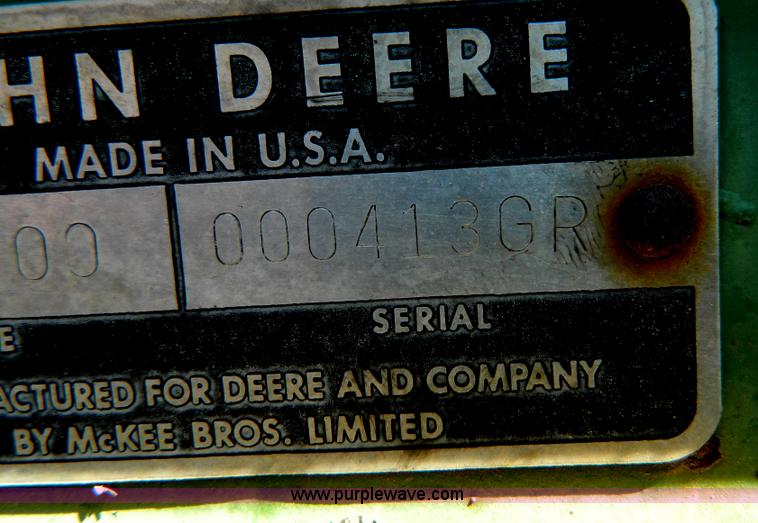 HN DEERE
MADE IN U.S.A.
00 000413GR
E SERIAL
ACTURED FOR DEERE AND COMPANY
BY McKEE BROS. LIMITED
www.purplewave.com